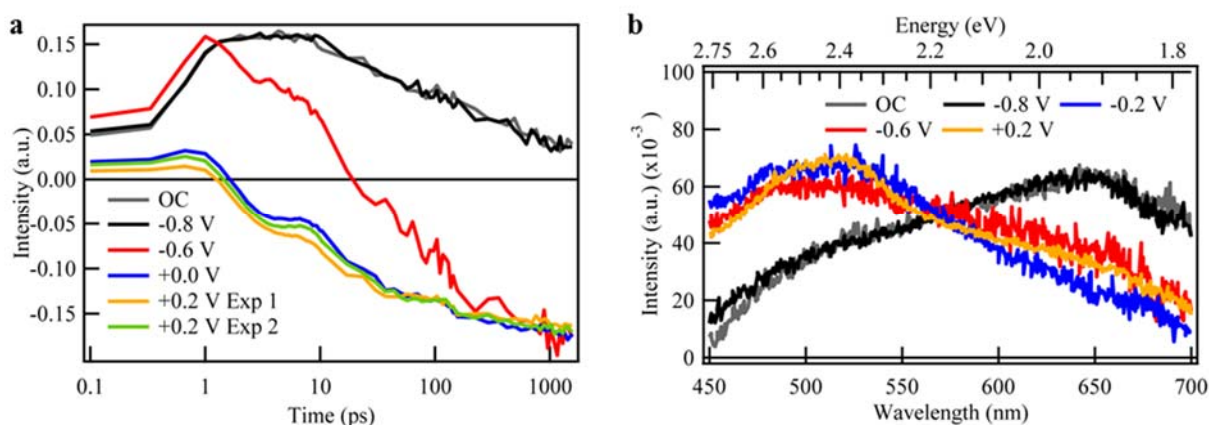 a
0.15
0.10
0.05
0.00
-0.05
-0.10
-0.15
Intensity (a.u.)
OC
-0.8 V
-0.6 V
+0.0 V
+0.2 V Exp 1
+0.2 V Exp 2
0.1
1
10
100
1000
Time (ps)
b
Energy (eV)
2.75 2.6 2.4 2.2 2.0 1.8
100
80
60
40
20
0
Intensity (a.u.) (x10⁻³)
OC -0.8 V -0.2 V
-0.6 V +0.2 V
450 500 550 600 650 700
Wavelength (nm)